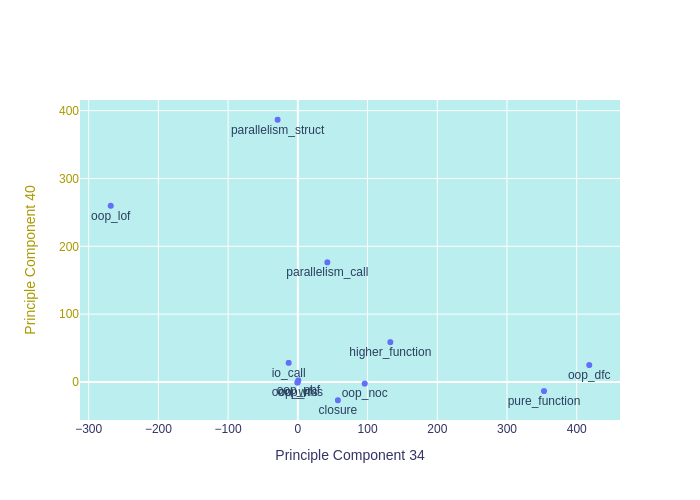 400
parallelism_struct
300
oop_lof
200
parallelism_call
100
higher_function
io_call
oop_dfc
0
oop_noc
pure_function
closure
−300
−200
−100
0
100
200
300
400
Principle Component 34
Principle Component 40